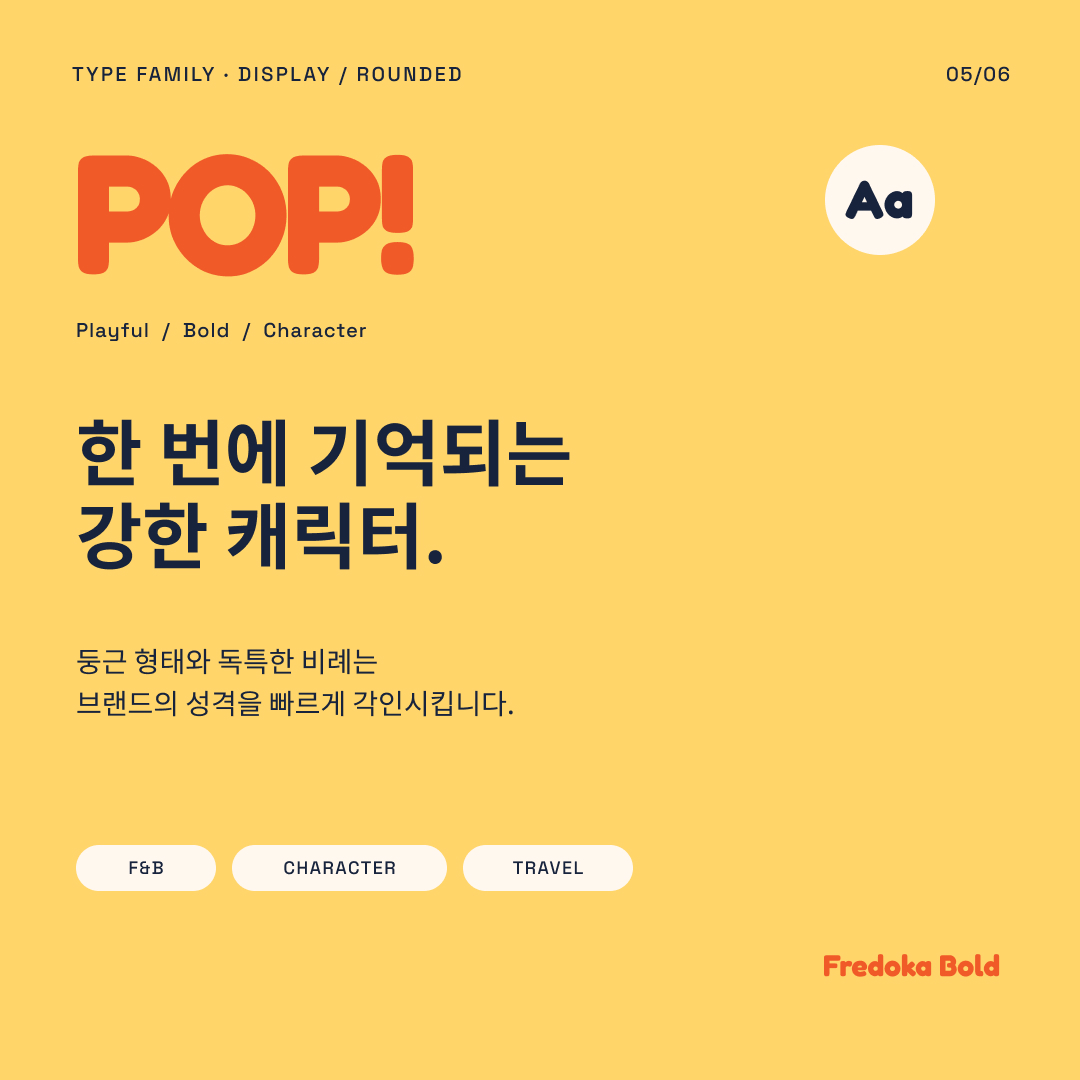 TYPE FAMILY · DISPLAY / ROUNDED
05/06
POP!
Aa
Playful / Bold / Character
한 번에 기억되는
강한 캐릭터.
둥근 형태와 독특한 비례는
브랜드의 성격을 빠르게 각인시킵니다.
F&B
CHARACTER
TRAVEL
Fredoka Bold